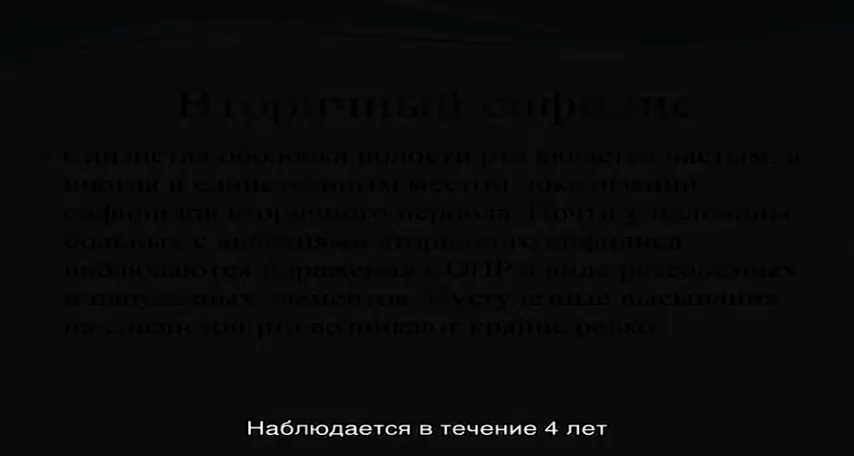 Вторичный сифилис
• Слизистая оболочка полости рта является частым, а
иногда и единственным местом локализации
сифилидов вторичного периода. Почти у половины
больных с явлениями вторичного сифилиса
наблюдаются поражения СОПР в виде розеолезных
и папулезных элементов. Пустулезные высыпания
на слизистой рта возникают крайне редко.
Наблюдается в течение 4 лет